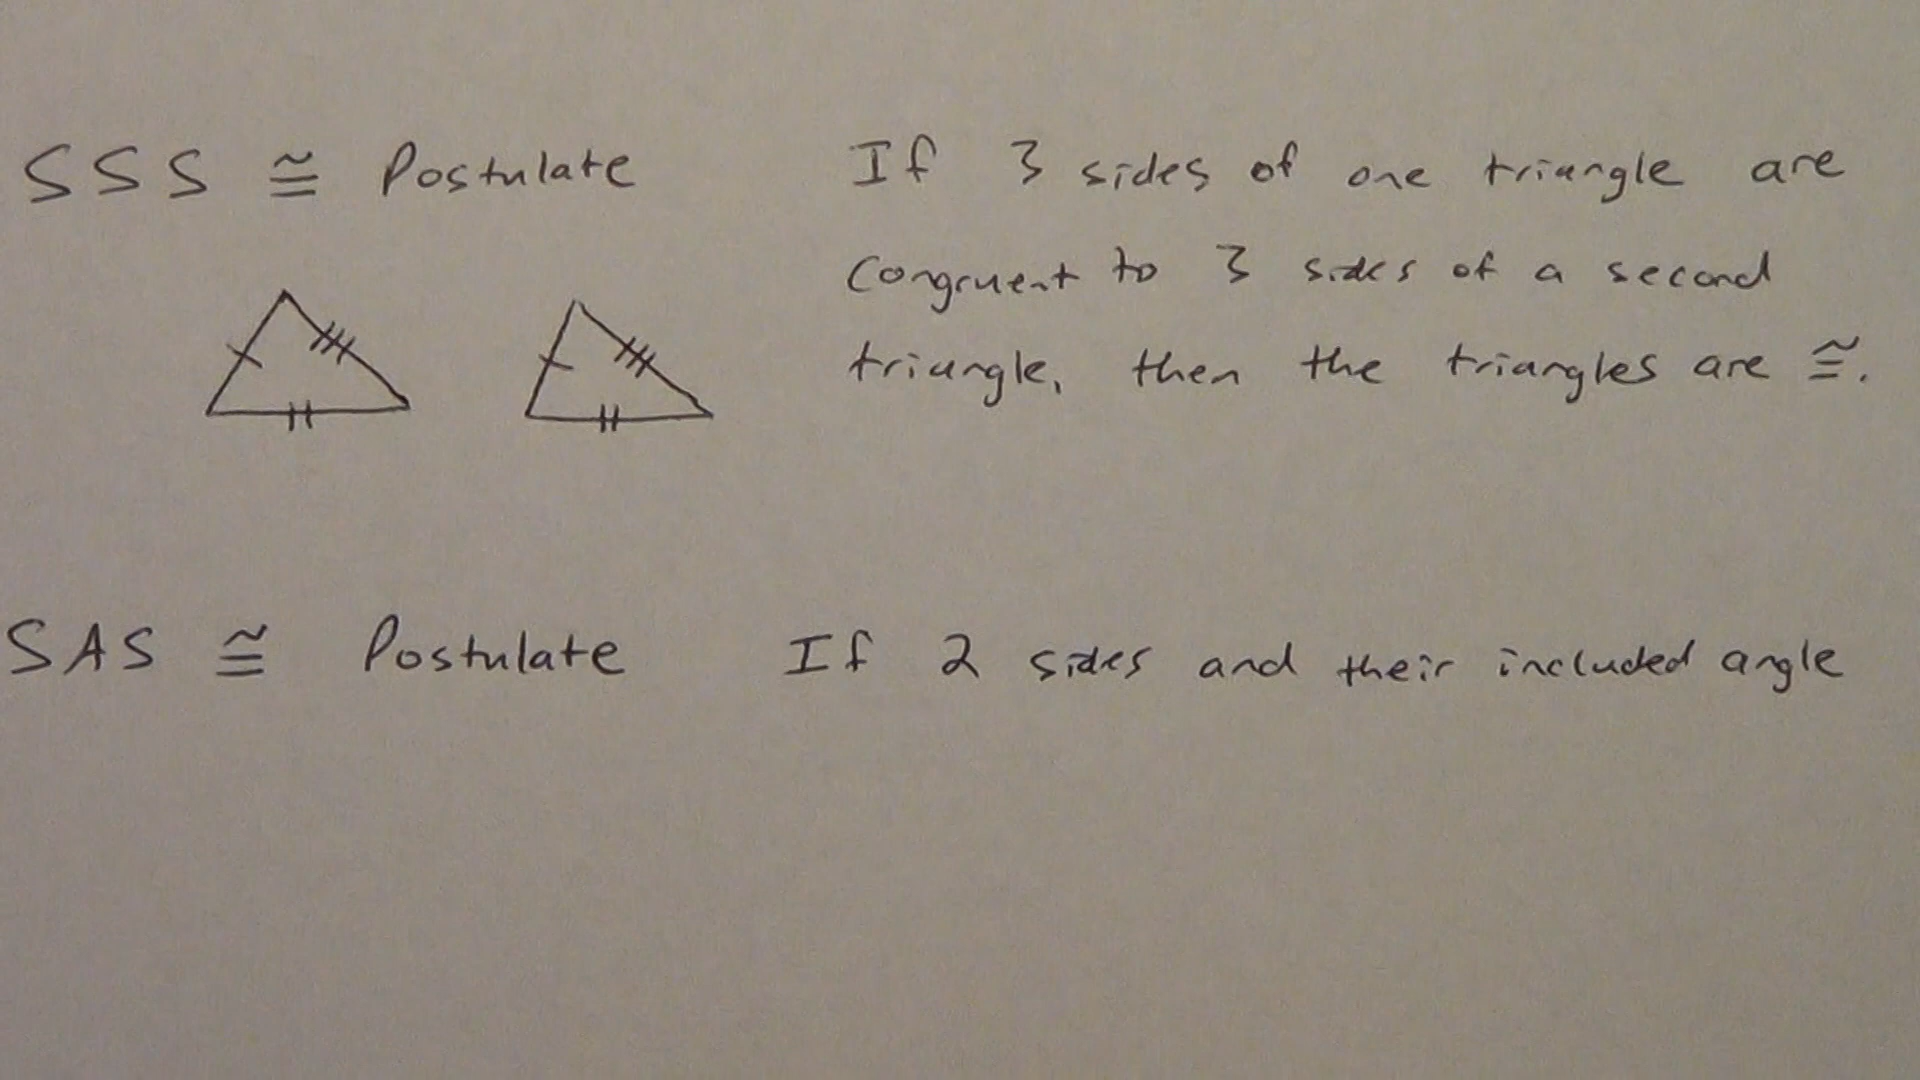 SSS ≅ Postulate
If 3 sides of one triangle are
congruent to 3 sides of a second
triangle, then the triangles are ≅.
SAS ≅ Postulate
If 2 sides and their included angle